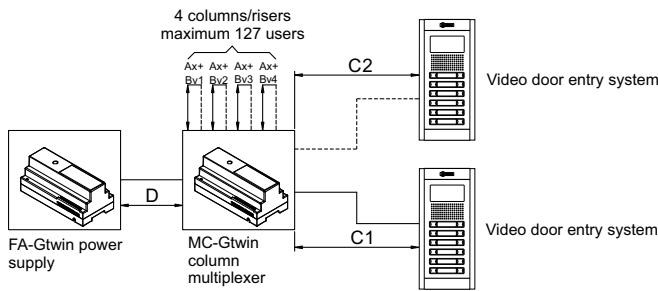 4 columns/risers
maximum 127 users
Ax+ Ax+ Ax+ Ax+
Bv1 Bv2 Bv3 Bv4
C2
Video door entry system
D
C1
FA-Gtwin power
supply
MC-Gtwin
column
multiplexer
Video door entry system